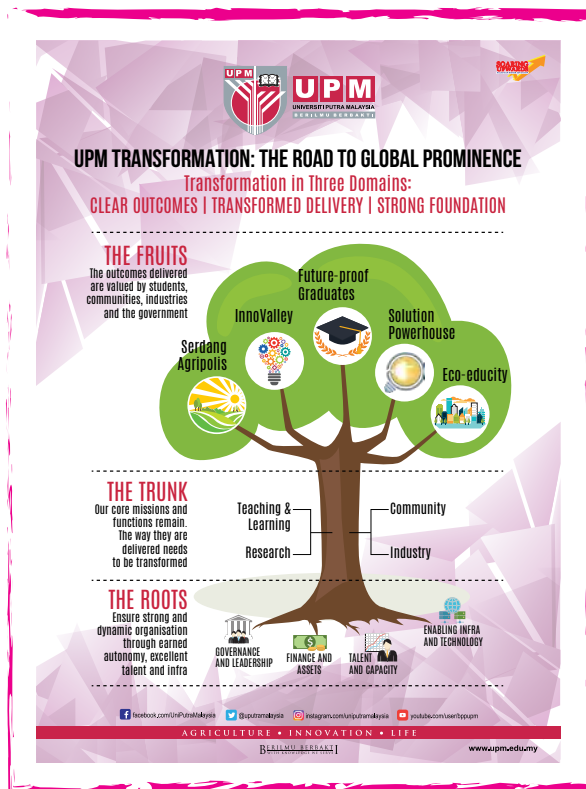 SOARING
UPWARDS
UPM
UPM
UNIVERSITI PUTRA MALAYSIA
BERILMU BERBAKTI
UPM TRANSFORMATION: THE ROAD TO GLOBAL PROMINENCE
Transformation in Three Domains:
CLEAR OUTCOMES | TRANSFORMED DELIVERY | STRONG FOUNDATION
THE FRUITS
The outcomes delivered
are valued by students,
communities, industries
and the government
Future-proof
Graduates
InnoValley
Solution
Powerhouse
Serdang
Agripolis
Eco-educity
THE TRUNK
Our core missions and
functions remain.
The way they are
delivered needs
to be transformed
Teaching &
Learning
Research
Community
Industry
THE ROOTS
Ensure strong and
dynamic organisation
through earned
autonomy, excellent
talent and infra
GOVERNANCE
AND LEADERSHIP
FINANCE AND
ASSETS
TALENT
AND CAPACITY
ENABLING INFRA
AND TECHNOLOGY
facebook.com/UniPutraMalaysia
@uputramalaysia
instagram.com/uniputramalaysia
youtube.com/user/bppupm
AGRICULTURE • INNOVATION • LIFE
BERILMU BERBAKTI
WITH KNOWLEDGE WE SERVE
www.upm.edu.my